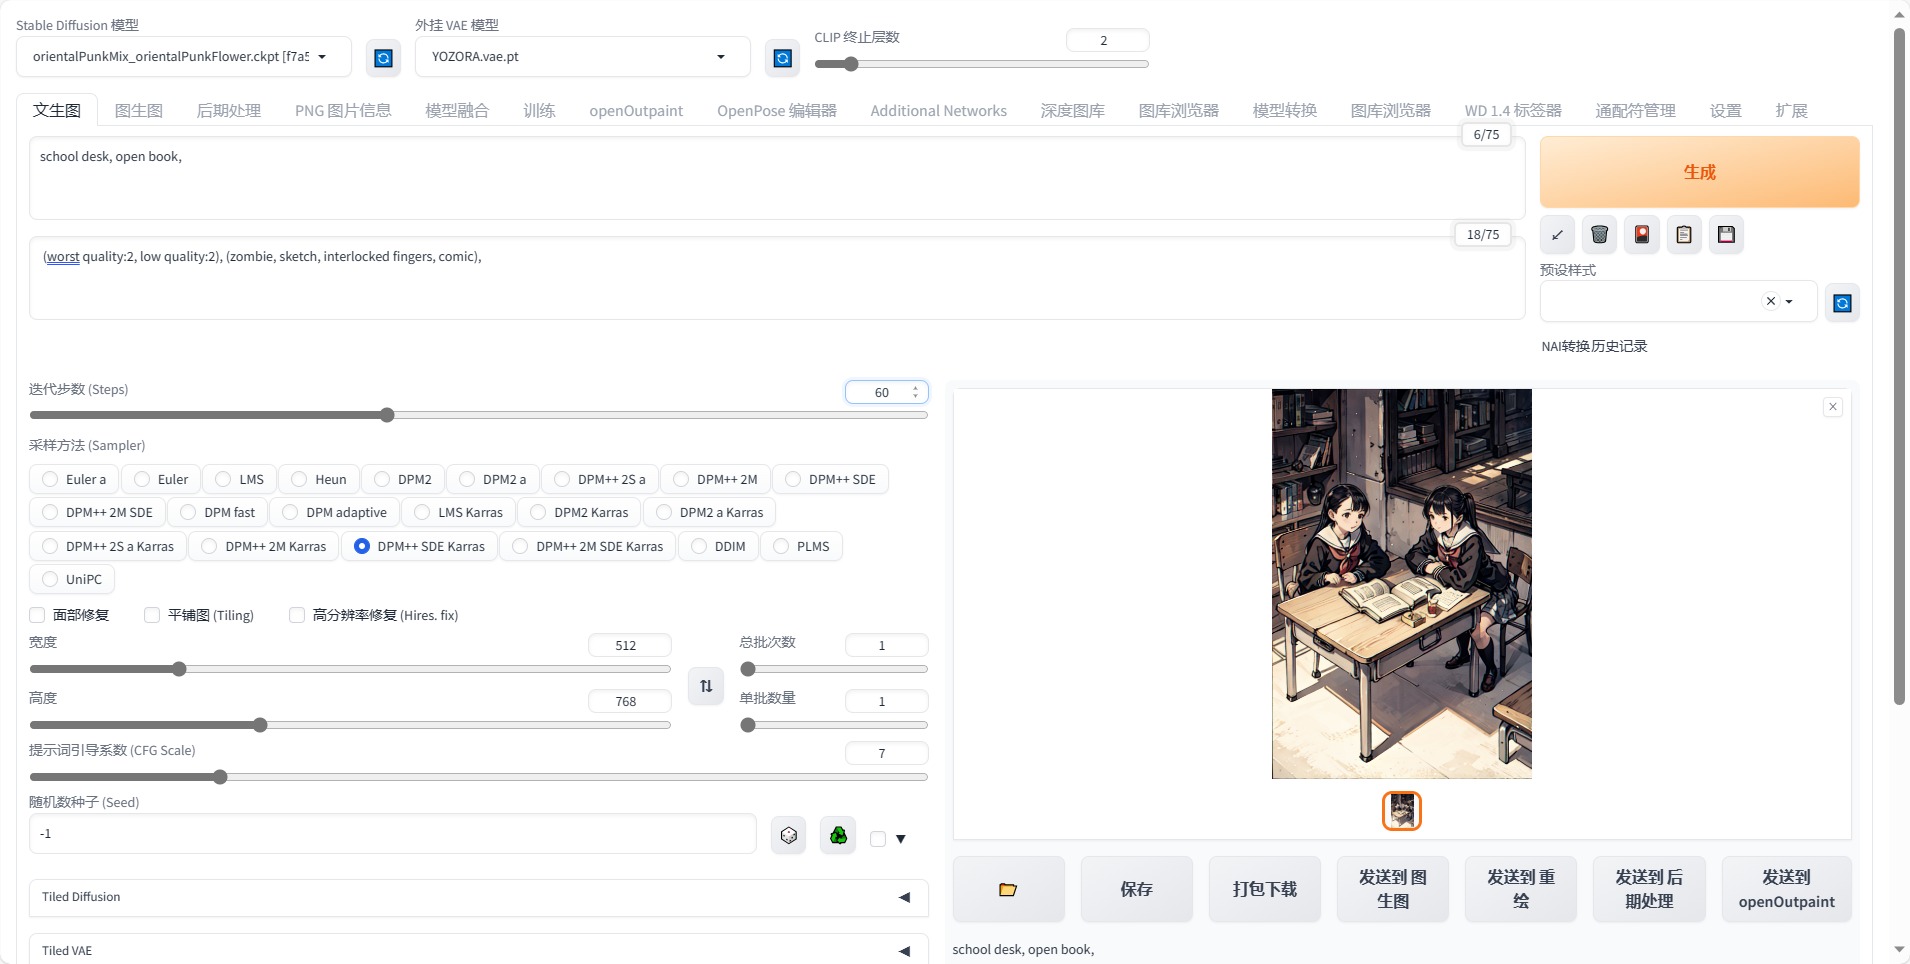 Stable Diffusion 模型
外挂 VAE 模型
CLIP 终止层数
2
orientalPunkMix_orientalPunkFlower.ckpt [f7a5
YOZORA.vae.pt
文生图 图生图 后期处理 PNG 图片信息 模型融合 训练 openOutpaint OpenPose 编辑器 Additional Networks 深度图库 图库浏览器 模型转换 图库浏览器 WD 1.4 标签器 通配符管理 设置 扩展
6/75
school desk, open book,
生成
18/75
(worst quality:2, low quality:2), (zombie, sketch, interlocked fingers, comic),
预设样式
NAI转换历史记录
迭代步数 (Steps)
60
采样方法 (Sampler)
Euler a Euler LMS Heun DPM2 DPM2 a DPM++ 2S a DPM++ 2M DPM++ SDE
DPM++ 2M SDE DPM fast DPM adaptive LMS Karras DPM2 Karras DPM2 a Karras
DPM++ 2S a Karras DPM++ 2M Karras DPM++ SDE Karras DPM++ 2M SDE Karras DDIM PLMS
UniPC
面部修复 平铺图 (Tiling) 高分辨率修复 (Hires. fix)
宽度
512
总批次数
1
高度
768
单批数量
1
提示词引导系数 (CFG Scale)
7
随机数种子 (Seed)
-1
Tiled Diffusion
Tiled VAE
保存
打包下载
发送到 图
生图
发送到 重
绘
发送到 后
期处理
发送到
openOutpaint
school desk, open book,